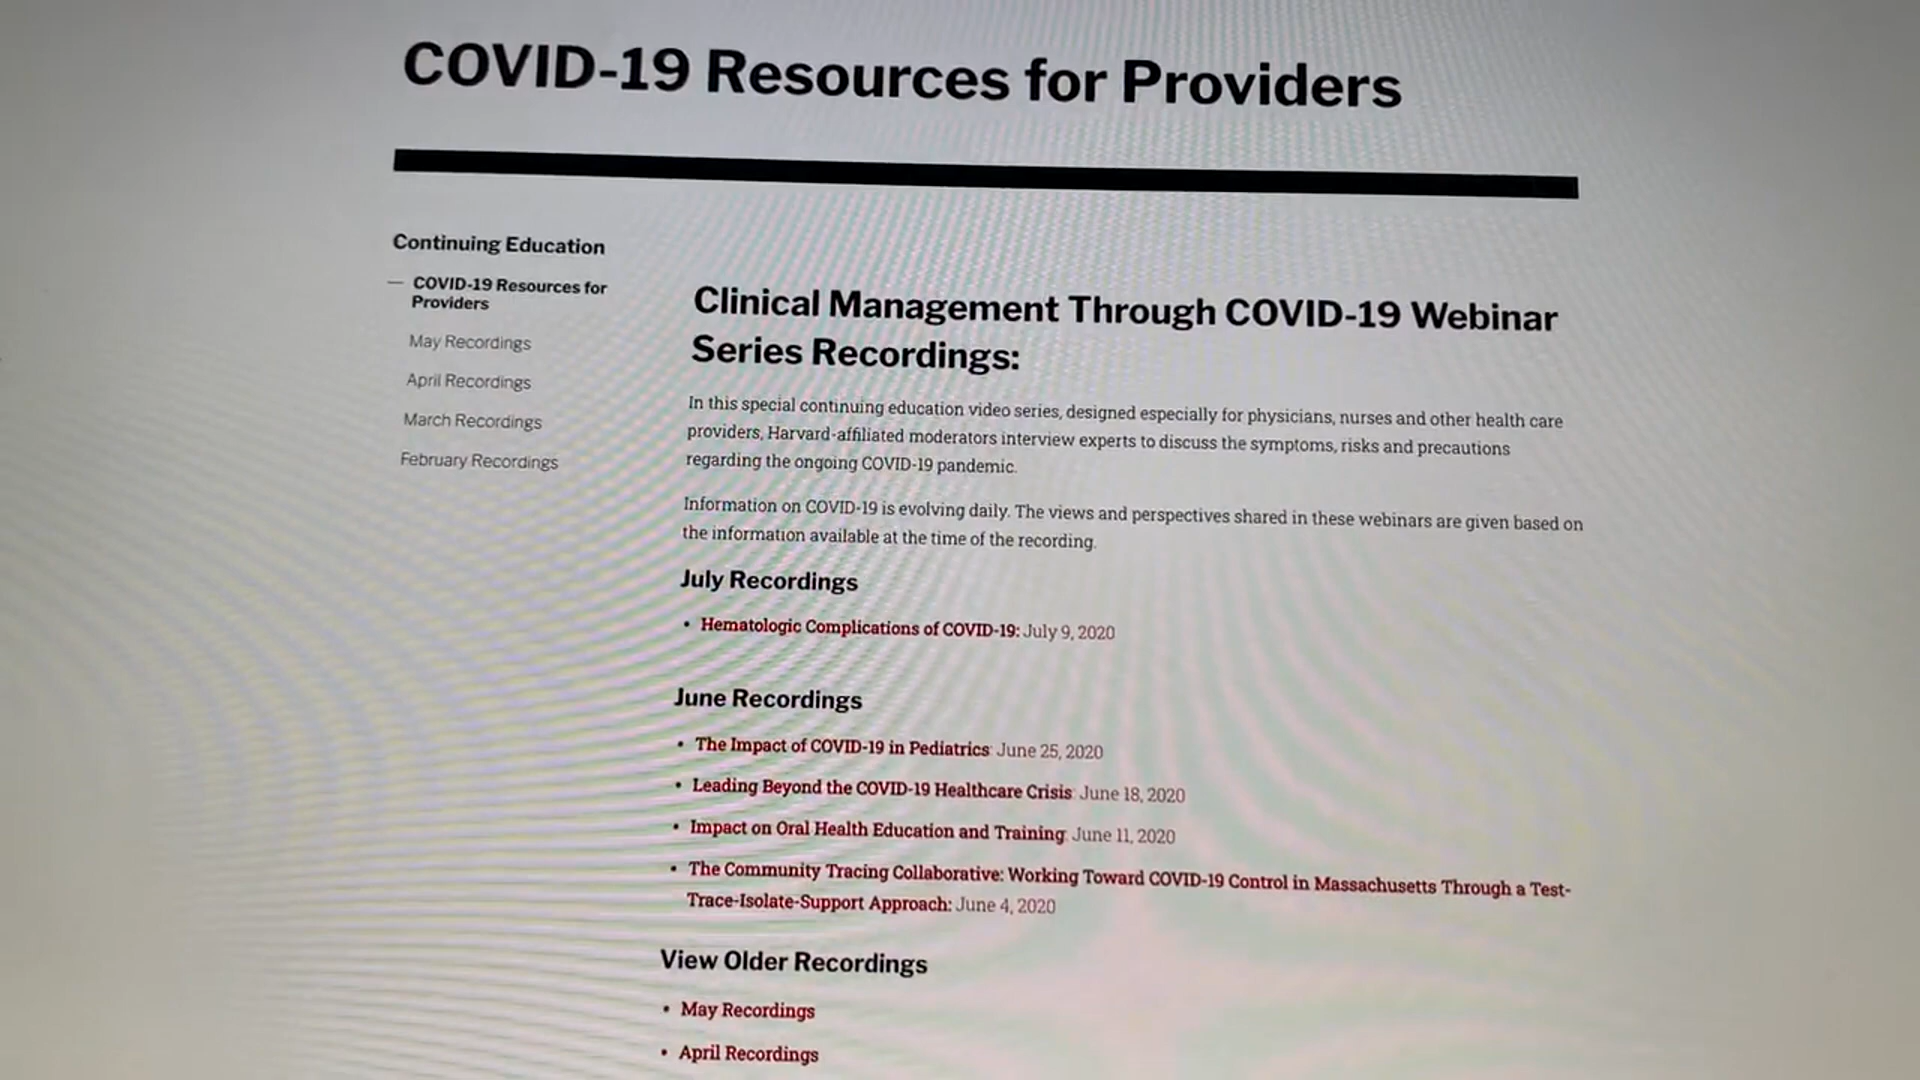 COVID-19 Resources for Providers
Continuing Education
— COVID-19 Resources for
Providers
May Recordings
April Recordings
March Recordings
February Recordings
Clinical Management Through COVID-19 Webinar
Series Recordings:
In this special continuing education video series, designed especially for physicians, nurses and other health care
providers, Harvard-affiliated moderators interview experts to discuss the symptoms, risks and precautions
regarding the ongoing COVID-19 pandemic.
Information on COVID-19 is evolving daily. The views and perspectives shared in these webinars are given based on
the information available at the time of the recording.
July Recordings
• Hematologic Complications of COVID-19: July 9, 2020
June Recordings
• The Impact of COVID-19 in Pediatrics: June 25, 2020
• Leading Beyond the COVID-19 Healthcare Crisis: June 18, 2020
• Impact on Oral Health Education and Training: June 11, 2020
• The Community Tracing Collaborative: Working Toward COVID-19 Control in Massachusetts Through a Test-
Trace-Isolate-Support Approach: June 4, 2020
View Older Recordings
• May Recordings
• April Recordings